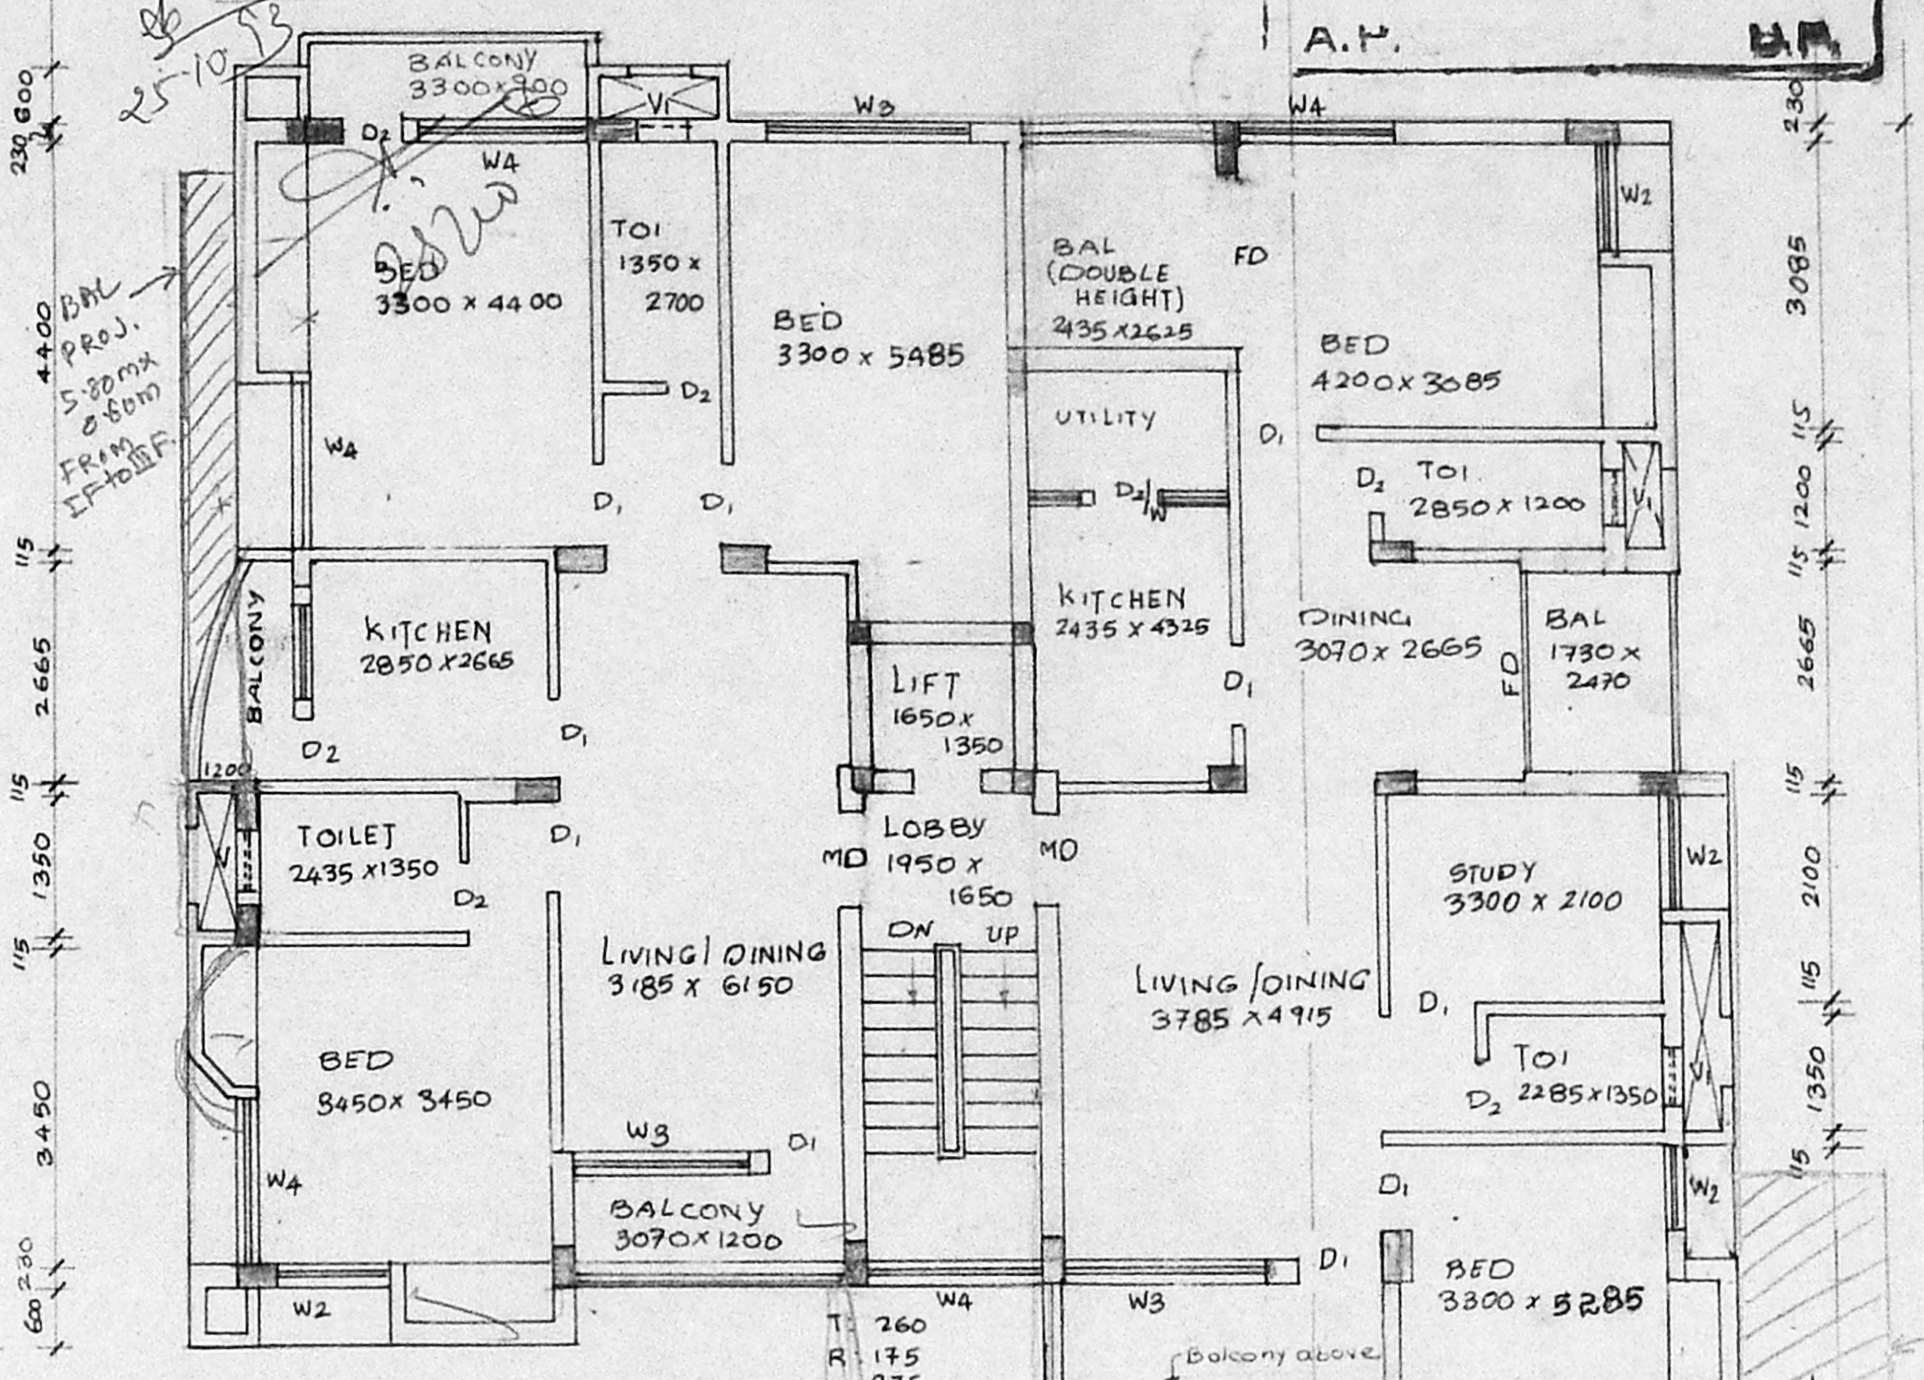 25-10-93
A.P.
BALCONY
3300 x 900
V1
W3
W4
D2
W4
W2
TOI
1350 x
2700
BED
3300 x 4400
BED
3300 x 5485
BAL
(DOUBLE
HEIGHT)
2435 x 2625
FD
BED
4200 x 3085
BAL
PROJ.
5.80m x
0.60m
FROM
IF to IIIF.
D2
W4
UTILITY
D1
D1
D1
D2/W
D2
TOI
2850 x 1200
V1
BALCONY
KITCHEN
2850 x 2665
KITCHEN
2435 x 4325
DINING
3070 x 2665
FD
BAL
1730 x
2470
LIFT
1650 x
1350
D1
D2
D1
1200
TOILET
2435 x 1350
V
D1
D2
MD
LOBBY
1950 x
1650
MD
STUDY
3300 x 2100
W2
DN
UP
LIVING/DINING
3185 x 6150
LIVING/DINING
3785 x 4915
D1
TOI
2285 x 1350
D2
V1
BED
3450 x 3450
W3
D1
W4
BALCONY
3070 x 1200
D1
W2
D1
BED
3300 x 5285
W2
W4
W3
T: 260
R: 175
Balcony above
600
230
4400
115
2665
115
1350
115
3450
230
600
230
3085
115
1200
115
2665
115
2100
115
1350
115